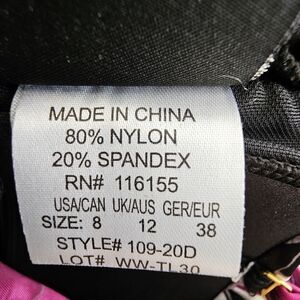 MADE IN CHINA
80% NYLON
20% SPANDEX
RN# 116155
USA/CAN UK/AUS GER/EUR
SIZE: 8 12 38
STYLE# 109-20D
LOT# WW-TL30